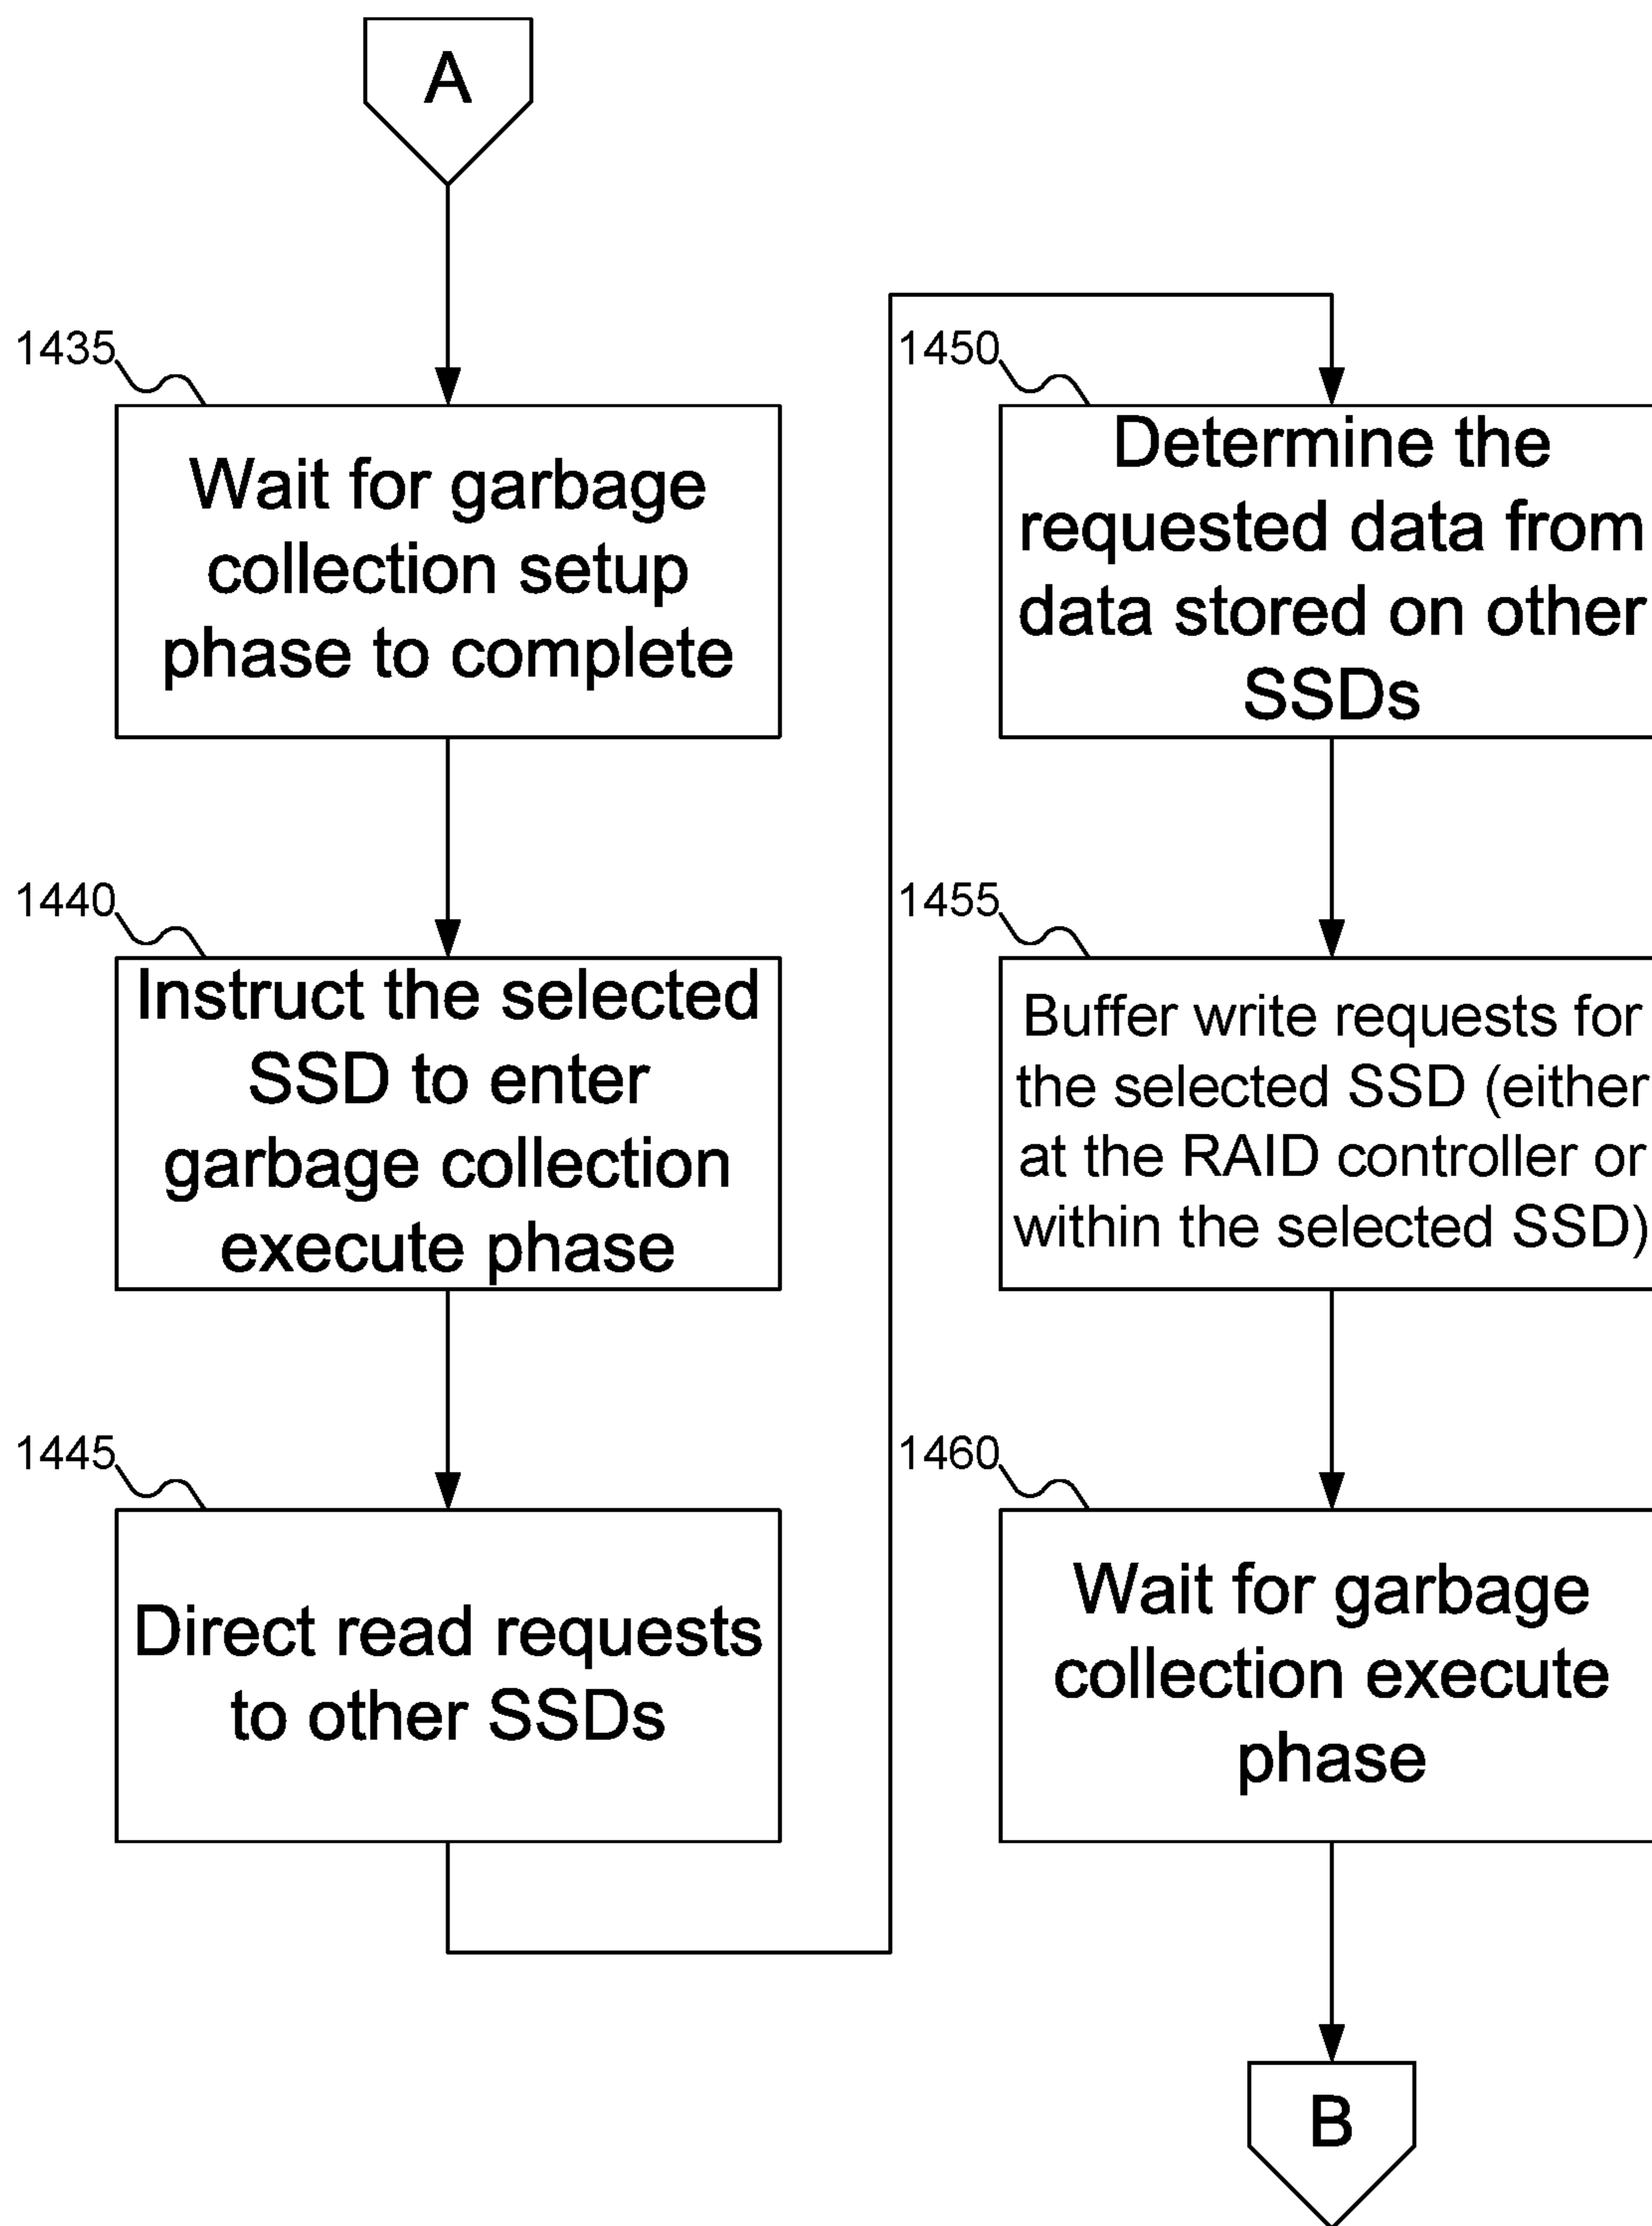 A
1435
Wait for garbage
collection setup
phase to complete
1440
Instruct the selected
SSD to enter
garbage collection
execute phase
1445
Direct read requests
to other SSDs
1450
Determine the
requested data from
data stored on other
SSDs
1455
Buffer write requests for
the selected SSD (either
at the RAID controller or
within the selected SSD)
1460
Wait for garbage
collection execute
phase
B